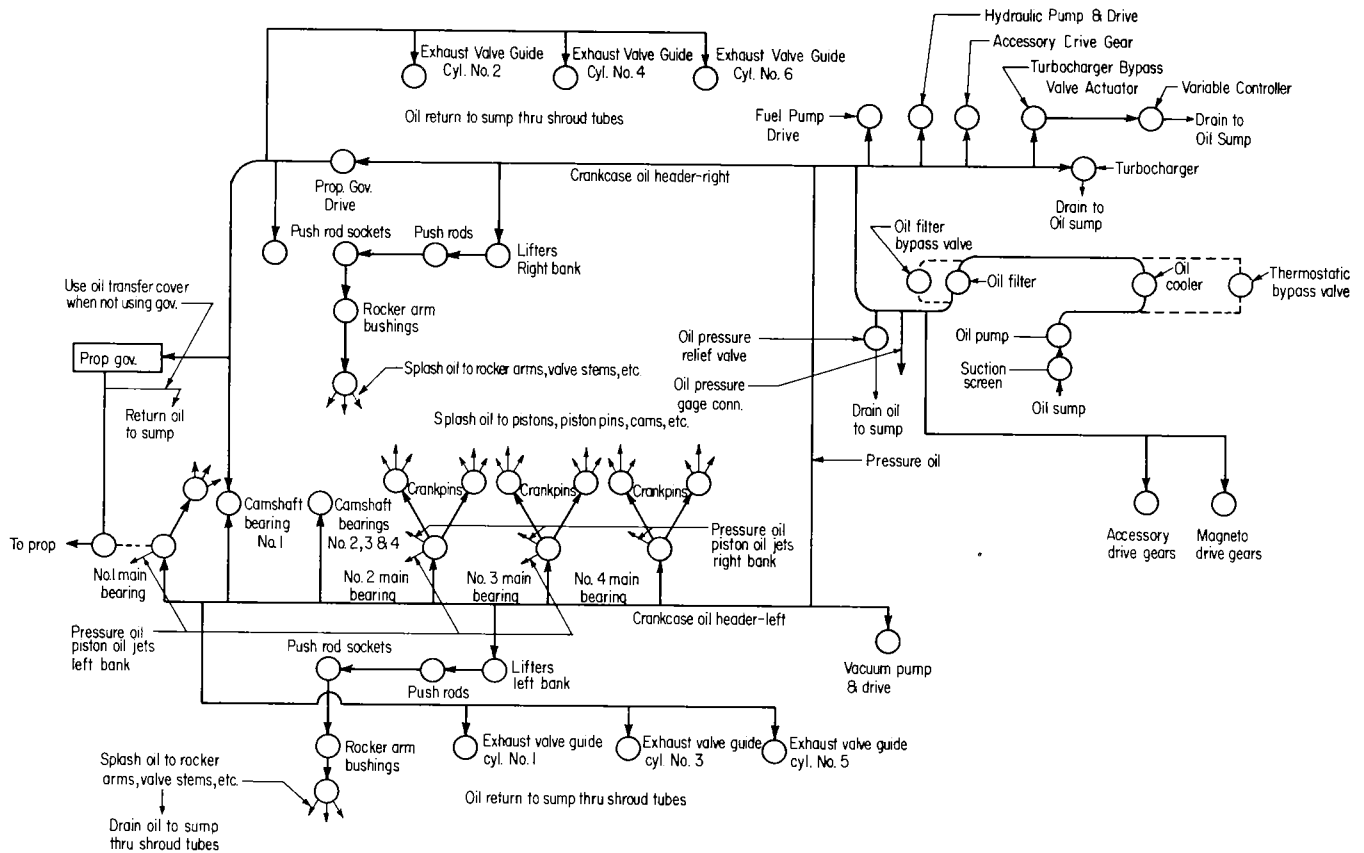 Hydraulic Pump & Drive
Accessory Drive Gear
Turbocharger Bypass
Valve Actuator
Variable Controller
Exhaust Valve Guide
Cyl. No. 2
Exhaust Valve Guide
Cyl. No. 4
Exhaust Valve Guide
Cyl. No. 6
Fuel Pump
Drive
Drain to
Oil Sump
Oil return to sump thru shroud tubes
Crankcase oil header-right
Turbocharger
Prop. Gov.
Drive
Drain to
Oil sump
Push rod sockets
Push rods
Lifters
Right bank
Oil filter
bypass valve
Oil filter
Oil
cooler
Thermostatic
bypass valve
Use oil transfer cover
when not using gov.
Rocker arm
bushings
Oil pressure
relief valve
Oil pump
Prop gov.
Splash oil to rocker arms, valve stems, etc.
Suction
screen
Oil pressure
gage conn.
Oil sump
Return oil
to sump
Drain oil
to sump
Splash oil to pistons, piston pins, cams, etc.
Pressure oil
Crankpins
Crankpins
Crankpins
Camshaft
bearing
No. 1
Camshaft
bearings
No. 2, 3 & 4
Accessory
drive gears
Magneto
drive gears
To prop
Pressure oil
piston oil jets
right bank
No. 1 main
bearing
No. 2 main
bearing
No. 3 main
bearing
No. 4 main
bearing
Crankcase oil header-left
Pressure oil
piston oil jets
left bank
Push rod sockets
Push rods
Lifters
left bank
Vacuum pump
& drive
Rocker arm
bushings
Exhaust valve guide
cyl. No. 1
Exhaust valve guide
cyl. No. 3
Exhaust valve guide
cyl. No. 5
Splash oil to rocker
arms, valve stems, etc.
Oil return to sump thru shroud tubes
Drain oil to sump
thru shroud tubes